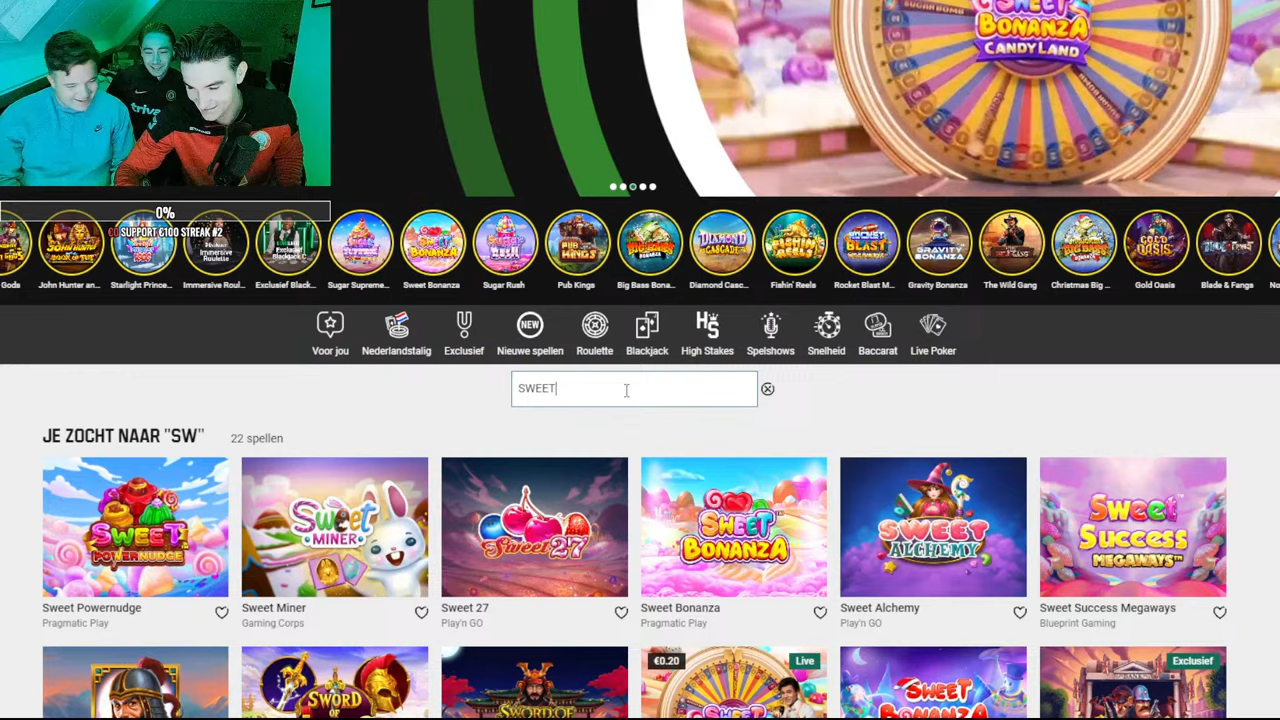 SWEET
BONANZA
CANDYLAND
0%
€0 SUPPORT €100 STREAK #2
Gods
John Hunter an...
Starlight Prince...
Immersive Roul...
Exclusief Black...
Sugar Supreme...
Sweet Bonanza
Sugar Rush
Pub Kings
Big Bass Bona...
Diamond Casc...
Fishin' Reels
Rocket Blast M...
Gravity Bonanza
The Wild Gang
Christmas Big ...
Gold Oasis
Blade & Fangs
No
Voor jou
Nederlandstalig
Exclusief
NEW
Nieuwe spellen
Roulette
Blackjack
HS
High Stakes
Spelshows
Snelheid
Baccarat
Live Poker
SWEET
JE ZOCHT NAAR "SW"
22 spellen
SWEET
POWERNUDGE
Sweet
MINER
Sweet 27
SWEET
BONANZA
SWEET
ALCHEMY
Sweet
Success
MEGAWAYS™
Sweet Powernudge
Pragmatic Play
Sweet Miner
Gaming Corps
Sweet 27
Play'n GO
Sweet Bonanza
Pragmatic Play
Sweet Alchemy
Play'n GO
Sweet Success Megaways
Blueprint Gaming
SWORD
OF
SWORD OF
€0.20
Live
SWEET
BONANZA
Exclusief
BANK